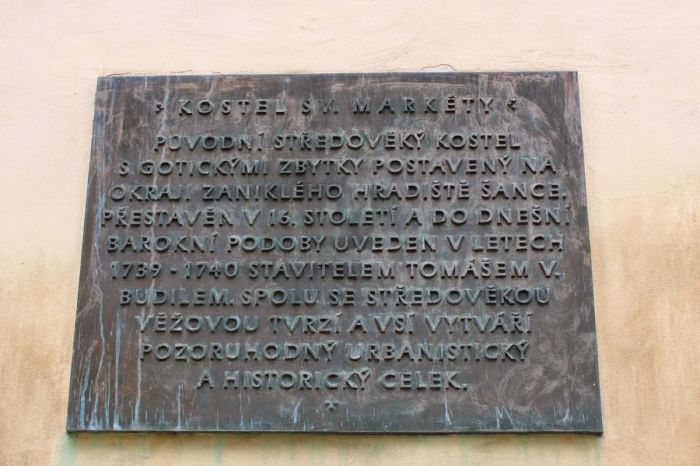 KOSTEL SV. MARKÉTY
PŮVODNÍ STŘEDOVĚKÝ KOSTEL
S GOTICKÝMI ZBYTKY POSTAVENÝ NA
OKRAJI ZANIKLÉHO HRADIŠTĚ ŠANCE,
PŘESTAVĚN V 16. STOLETÍ A DO DNEŠNÍ
BAROKNÍ PODOBY UVEDEN V LETECH
1739 - 1740 STAVITELEM TOMÁŠEM V.
BUDILEM. SPOLU SE STŘEDOVĚKOU
VĚŽOVOU TVRZÍ A VSÍ VYTVÁŘÍ
POZORUHODNÝ URBANISTICKÝ
A HISTORICKÝ CELEK.